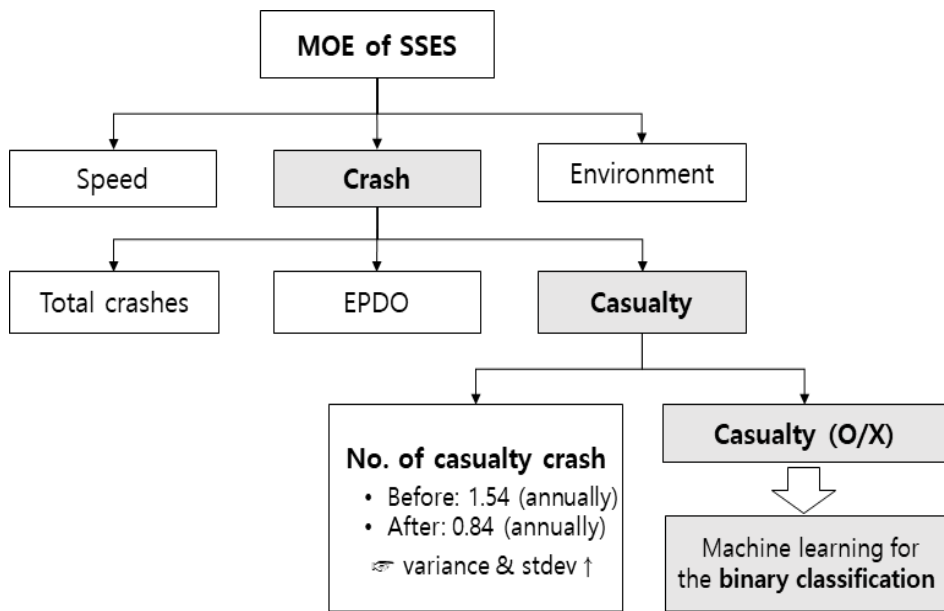 MOE of SSES
Speed
Crash
Environment
Total crashes
EPDO
Casualty
No. of casualty crash
• Before: 1.54 (annually)
• After: 0.84 (annually)
☞ variance & stdev ↑
Casualty (O/X)
Machine learning for
the binary classification